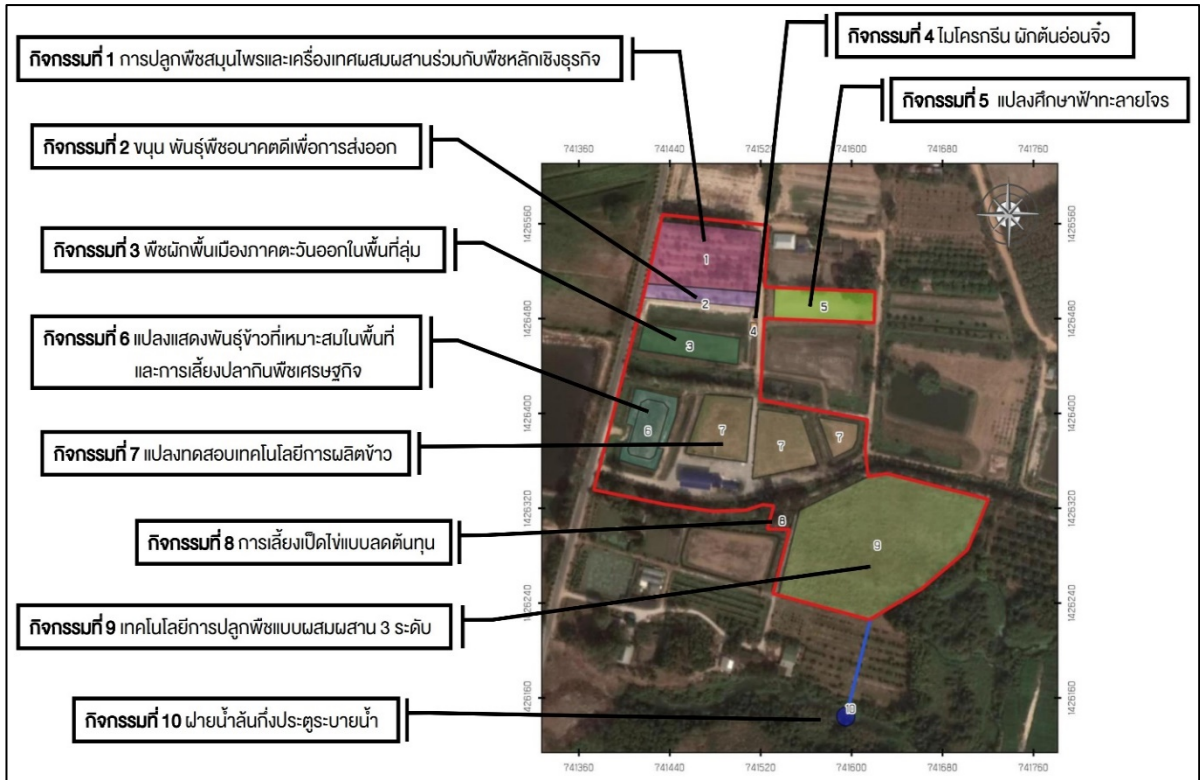 กิจกรรมที่ 1 การปลูกพืชสมุนไพรและเครื่องเทศผสมผสานร่วมกับพืชหลักเชิงธุรกิจ
กิจกรรมที่ 2 ขนุน พันธุ์พืชอนาคตดีเพื่อการส่งออก
กิจกรรมที่ 3 พืชผักพื้นเมืองภาคตะวันออกในพื้นที่ลุ่ม
กิจกรรมที่ 6 แปลงแสดงพันธุ์ข้าวที่เหมาะสมในพื้นที่
และการเลี้ยงปลากินพืชเศรษฐกิจ
กิจกรรมที่ 7 แปลงทดสอบเทคโนโลยีการผลิตข้าว
กิจกรรมที่ 8 การเลี้ยงเป็ดไข่แบบลดต้นทุน
กิจกรรมที่ 9 เทคโนโลยีการปลูกพืชแบบผสมผสาน 3 ระดับ
กิจกรรมที่ 10 ฝายน้ำล้นกึ่งประตูระบายน้ำ
กิจกรรมที่ 4 ไมโครกรีน ผักต้นอ่อนจิ๋ว
กิจกรรมที่ 5 แปลงศึกษาฟ้าทะลายโจร
741360 741440 741520 741600 741680 741760
1426560 1426560
1426480 1426480
1426400 1426400
1426320 1426320
1426240 1426240
1426160 1426160
1
2
5
4
3
6
7 7 7
8
9
10
741360 741440 741520 741600 741680 741760